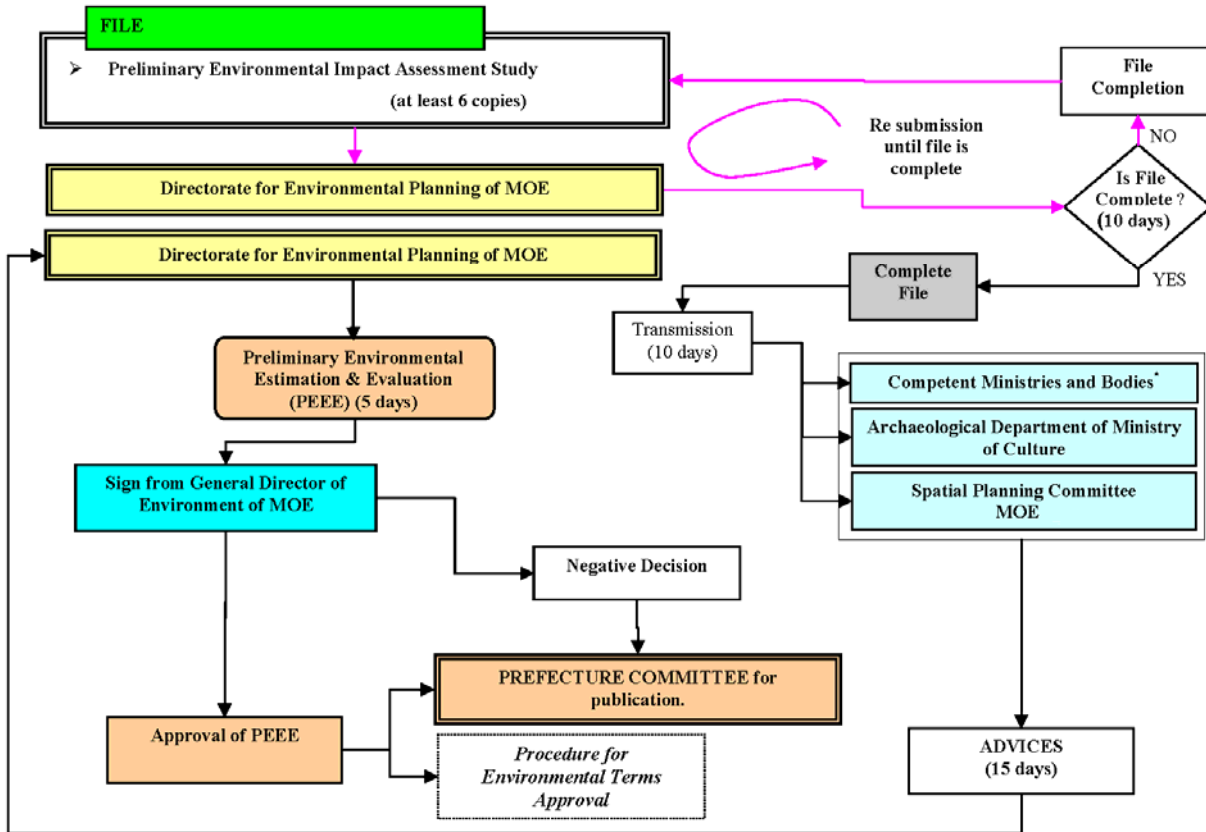 FILE
➢ Preliminary Environmental Impact Assessment Study
(at least 6 copies)
File
Completion
Re submission
until file is
complete
NO
Directorate for Environmental Planning of MOE
Is File
Complete ?
(10 days)
Directorate for Environmental Planning of MOE
YES
Complete
File
Transmission
(10 days)
Preliminary Environmental
Estimation & Evaluation
(PEEE) (5 days)
Competent Ministries and Bodies*
Archaeological Department of Ministry
of Culture
Spatial Planning Committee
MOE
Sign from General Director of
Environment of MOE
Negative Decision
PREFECTURE COMMITTEE for
publication.
Approval of PEEE
Procedure for
Environmental Terms
Approval
ADVICES
(15 days)